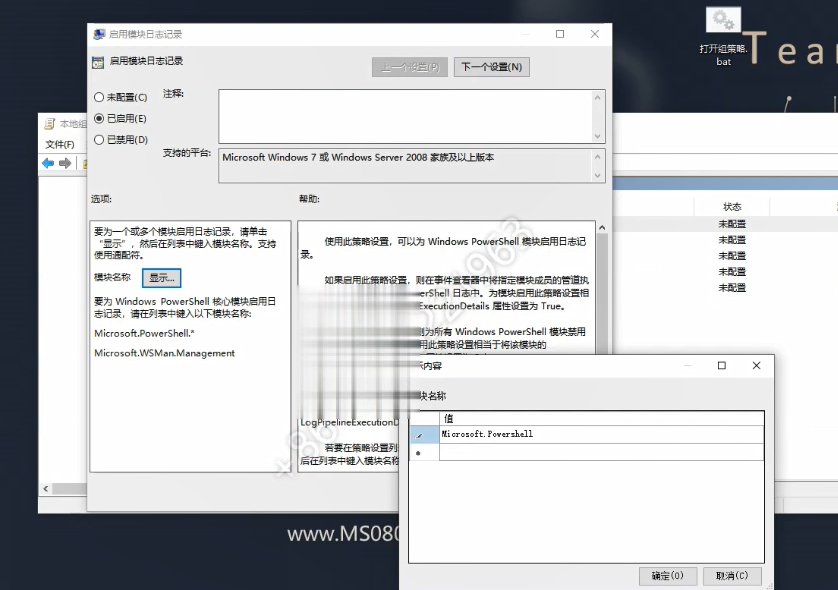 启用模块日志记录
启用模块日志记录
上一个设置(P)
下一个设置(N)
未配置(C)
注释:
已启用(E)
已禁用(D)
支持的平台:
Microsoft Windows 7 或 Windows Server 2008 家族及以上版本
选项:
帮助:
要为一个或多个模块启用日志记录，请单击
"显示"，然后在列表中键入模块名称。支持
使用通配符。
模块名称
显示...
要为 Windows PowerShell 核心模块启用日
志记录，请在列表中键入以下模块名称:
Microsoft.PowerShell.*
Microsoft.WSMan.Management
使用此策略设置，可以为 Windows PowerShell 模块启用日志记
录。
如果启用此策略设置，则在事件查看器中将指定模块成员的管道执
erShell 日志中。为模块启用此策略设置相
ExecutionDetails 属性设置为 True。
则为所有 Windows PowerShell 模块禁用
用此策略设置相当于将该模块的
LogPipelineExecutionD
若要在策略设置列
后在列表中键入模块名称
本地组
文件(F)
状态
未配置
未配置
未配置
未配置
未配置
打开组策略.
bat
Tear
内容
块名称
值
Microsoft.Powershell
确定(O)
取消(C)
www.MS080